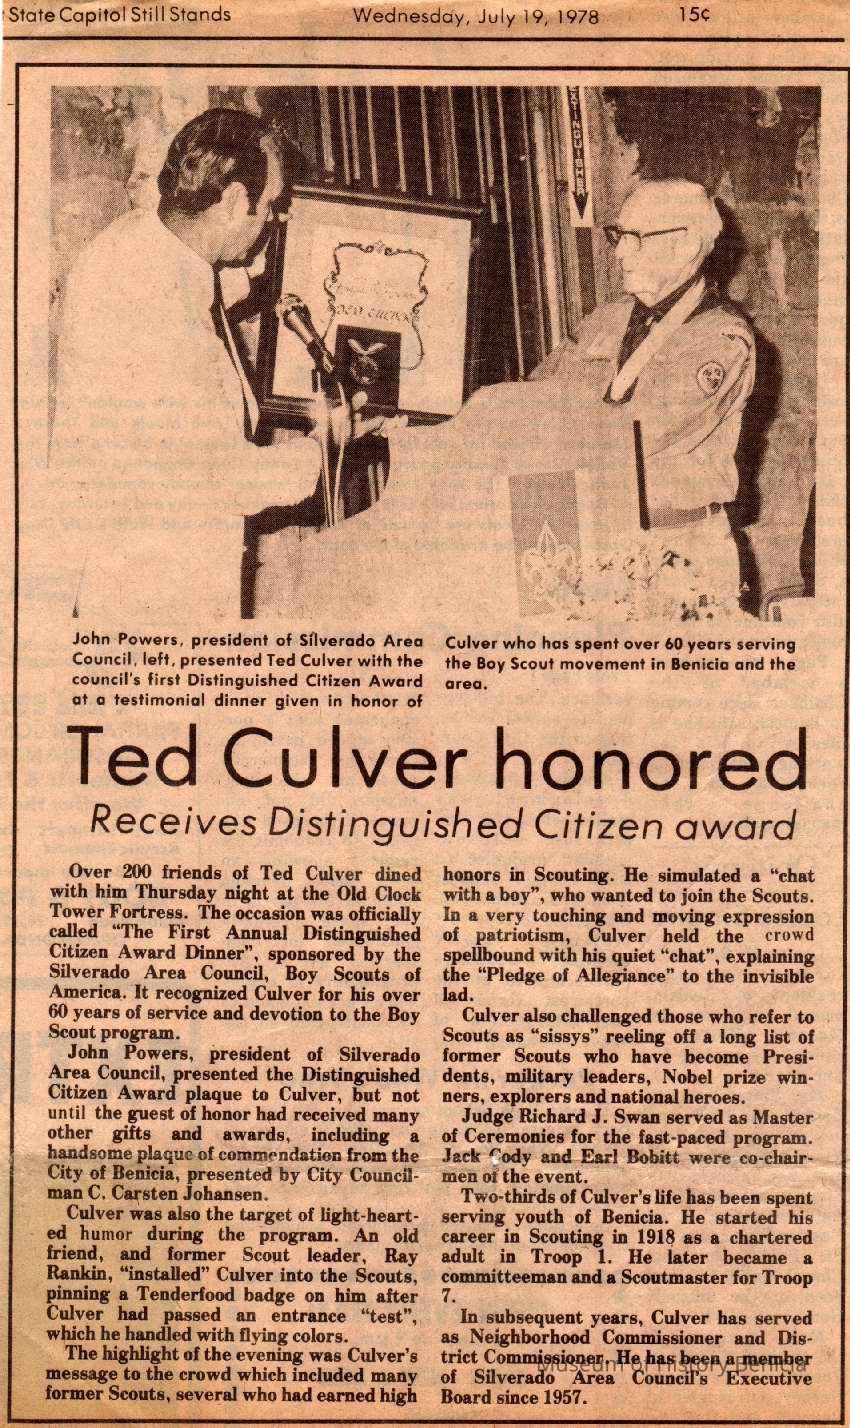 State Capitol Still Stands Wednesday, July 19, 1978 15¢
EXTINGUISHER
TED CULVER
John Powers, president of Silverado Area
Council, left, presented Ted Culver with the
council's first Distinguished Citizen Award
at a testimonial dinner given in honor of
Culver who has spent over 60 years serving
the Boy Scout movement in Benicia and the
area.
Ted Culver honored
Receives Distinguished Citizen award
Over 200 friends of Ted Culver dined
with him Thursday night at the Old Clock
Tower Fortress. The occasion was officially
called "The First Annual Distinguished
Citizen Award Dinner", sponsored by the
Silverado Area Council, Boy Scouts of
America. It recognized Culver for his over
60 years of service and devotion to the Boy
Scout program.
John Powers, president of Silverado
Area Council, presented the Distinguished
Citizen Award plaque to Culver, but not
until the guest of honor had received many
other gifts and awards, including a
handsome plaque of commendation from the
City of Benicia, presented by City Council-
man C. Carsten Johansen.
Culver was also the target of light-heart-
ed humor during the program. An old
friend, and former Scout leader, Ray
Rankin, "installed" Culver into the Scouts,
pinning a Tenderfood badge on him after
Culver had passed an entrance "test",
which he handled with flying colors.
The highlight of the evening was Culver's
message to the crowd which included many
former Scouts, several who had earned high
honors in Scouting. He simulated a "chat
with a boy", who wanted to join the Scouts.
In a very touching and moving expression
of patriotism, Culver held the crowd
spellbound with his quiet "chat", explaining
the "Pledge of Allegiance" to the invisible
lad.
Culver also challenged those who refer to
Scouts as "sissys" reeling off a long list of
former Scouts who have become Presi-
dents, military leaders, Nobel prize win-
ners, explorers and national heroes.
Judge Richard J. Swan served as Master
of Ceremonies for the fast-paced program.
Jack Cody and Earl Bobitt were co-chair-
men of the event.
Two-thirds of Culver's life has been spent
serving youth of Benicia. He started his
career in Scouting in 1918 as a chartered
adult in Troop 1. He later became a
committeeman and a Scoutmaster for Troop
7.
In subsequent years, Culver has served
as Neighborhood Commissioner and Dis-
trict Commissioner. He has been a member
of Silverado Area Council's Executive
Board since 1957.
Museum of History Benicia